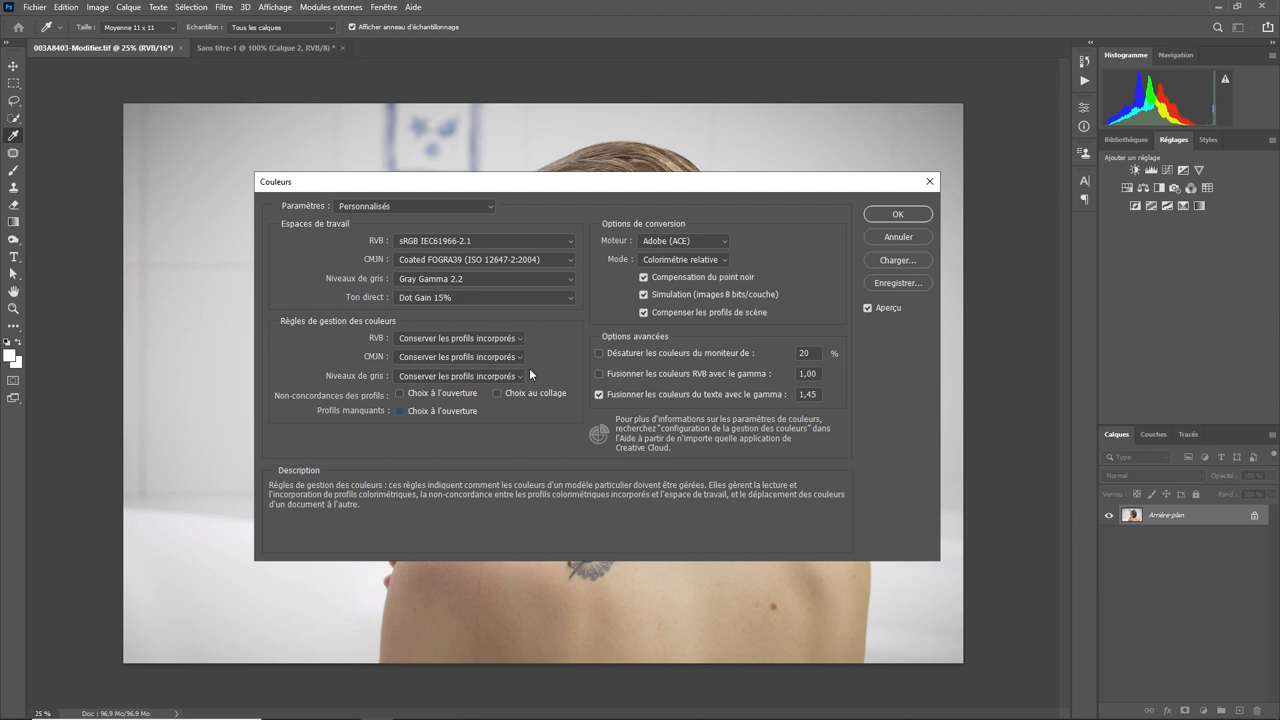 Ps Fichier Edition Image Calque Texte Sélection Filtre 3D Affichage Modules externes Fenêtre Aide
Taille : Moyenne 11 x 11 Echantillon : Tous les calques Afficher anneau d'échantillonnage
003A8403-Modifier.tif @ 25% (RVB/16*) × Sans titre-1 @ 100% (Calque 2, RVB/8) * ×
Histogramme Navigation
Bibliothèques Réglages Styles
Ajouter un réglage
Couleurs
Paramètres : Personnalisés
Espaces de travail
RVB : sRGB IEC61966-2.1
CMJN : Coated FOGRA39 (ISO 12647-2:2004)
Niveaux de gris : Gray Gamma 2.2
Ton direct : Dot Gain 15%
Règles de gestion des couleurs
RVB : Conserver les profils incorporés
CMJN : Conserver les profils incorporés
Niveaux de gris : Conserver les profils incorporés
Non-concordances des profils : Choix à l'ouverture Choix au collage
Profils manquants : Choix à l'ouverture
Options de conversion
Moteur : Adobe (ACE)
Mode : Colorimétrie relative
Compensation du point noir
Simulation (images 8 bits/couche)
Compenser les profils de scène
Options avancées
Désaturer les couleurs du moniteur de : 20 %
Fusionner les couleurs RVB avec le gamma : 1,00
Fusionner les couleurs du texte avec le gamma : 1,45
Pour plus d'informations sur les paramètres de couleurs,
recherchez "configuration de la gestion des couleurs" dans
l'Aide à partir de n'importe quelle application de
Creative Cloud.
OK
Annuler
Charger...
Enregistrer...
Aperçu
Description
Règles de gestion des couleurs : ces règles indiquent comment les couleurs d'un modèle particulier doivent être gérées. Elles gèrent la lecture et
l'incorporation de profils colorimétriques, la non-concordance entre les profils colorimétriques incorporés et l'espace de travail, et le déplacement des couleurs
d'un document à l'autre.
Calques Couches Tracés
Type
Normal Opacité : 100 %
Verrou : Fond : 100 %
Arrière-plan
25 % Doc : 96,9 Mo/96,9 Mo